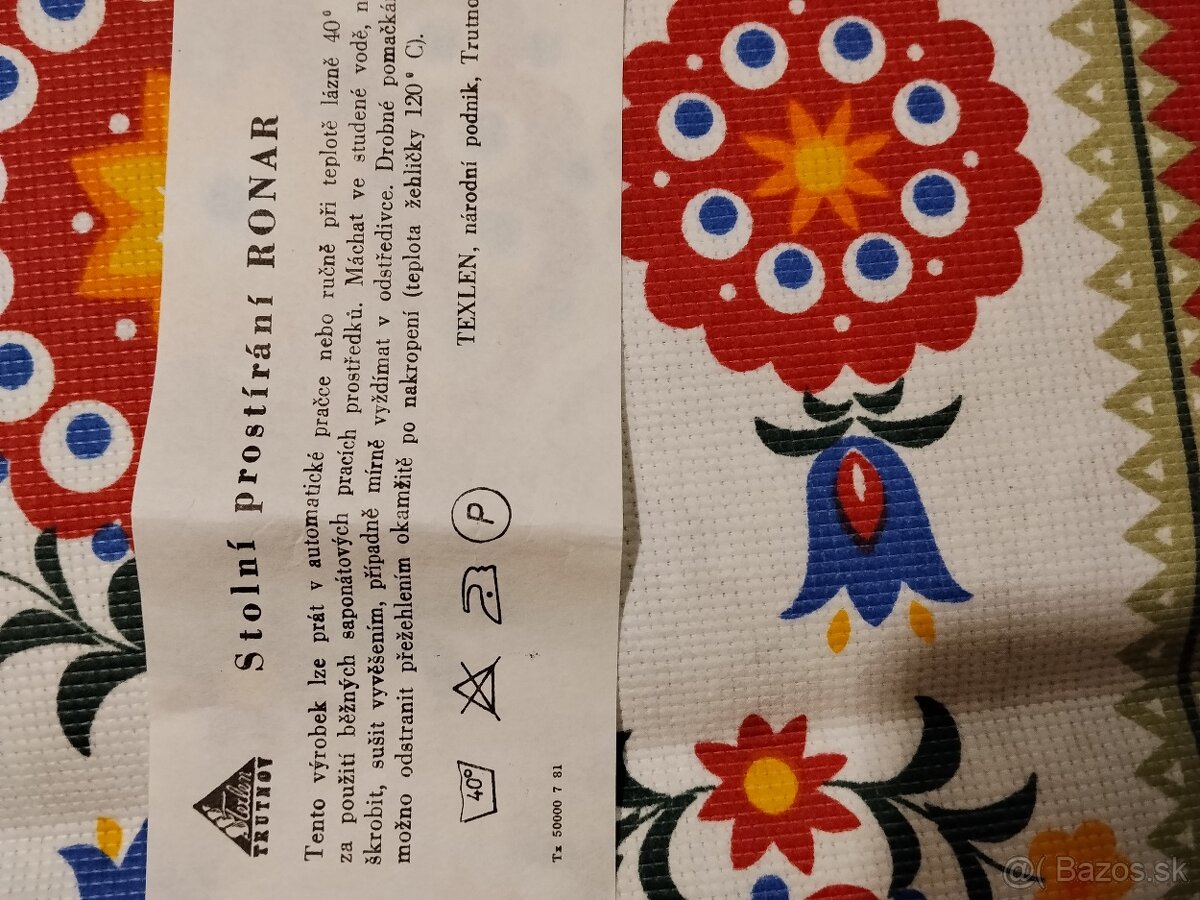 Texlen
TRUTNOV
Stolní prostírání RONAR
Tento výrobek lze prát v automatické pračce nebo ručně při teplotě lázně 40°
za použití běžných saponátových pracích prostředků. Máchat ve studené vodě, n
škrobit, sušit vyvěšením, případně mírně vyždímat v odstředivce. Drobné pomačká
možno odstranit přežehlením okamžitě po nakropení (teplota žehličky 120° C).
TEXLEN, národní podnik, Trutno
40° P
Tx 50000 7 81
@( Bazos.sk